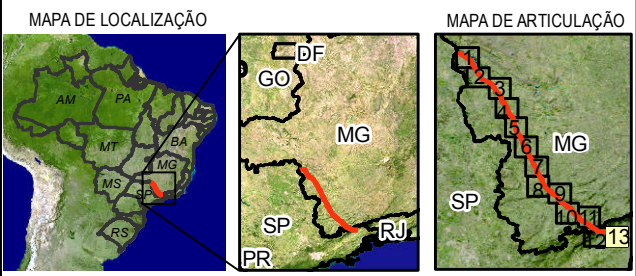 MAPA DE LOCALIZAÇÃO
AM
PA
MT
BA
MG
MS
SP
RS
DF
GO
MG
SP
RJ
PR
MAPA DE ARTICULAÇÃO
1
2
3
4
5
6
7
8
9
10
11
12
13
MG
SP